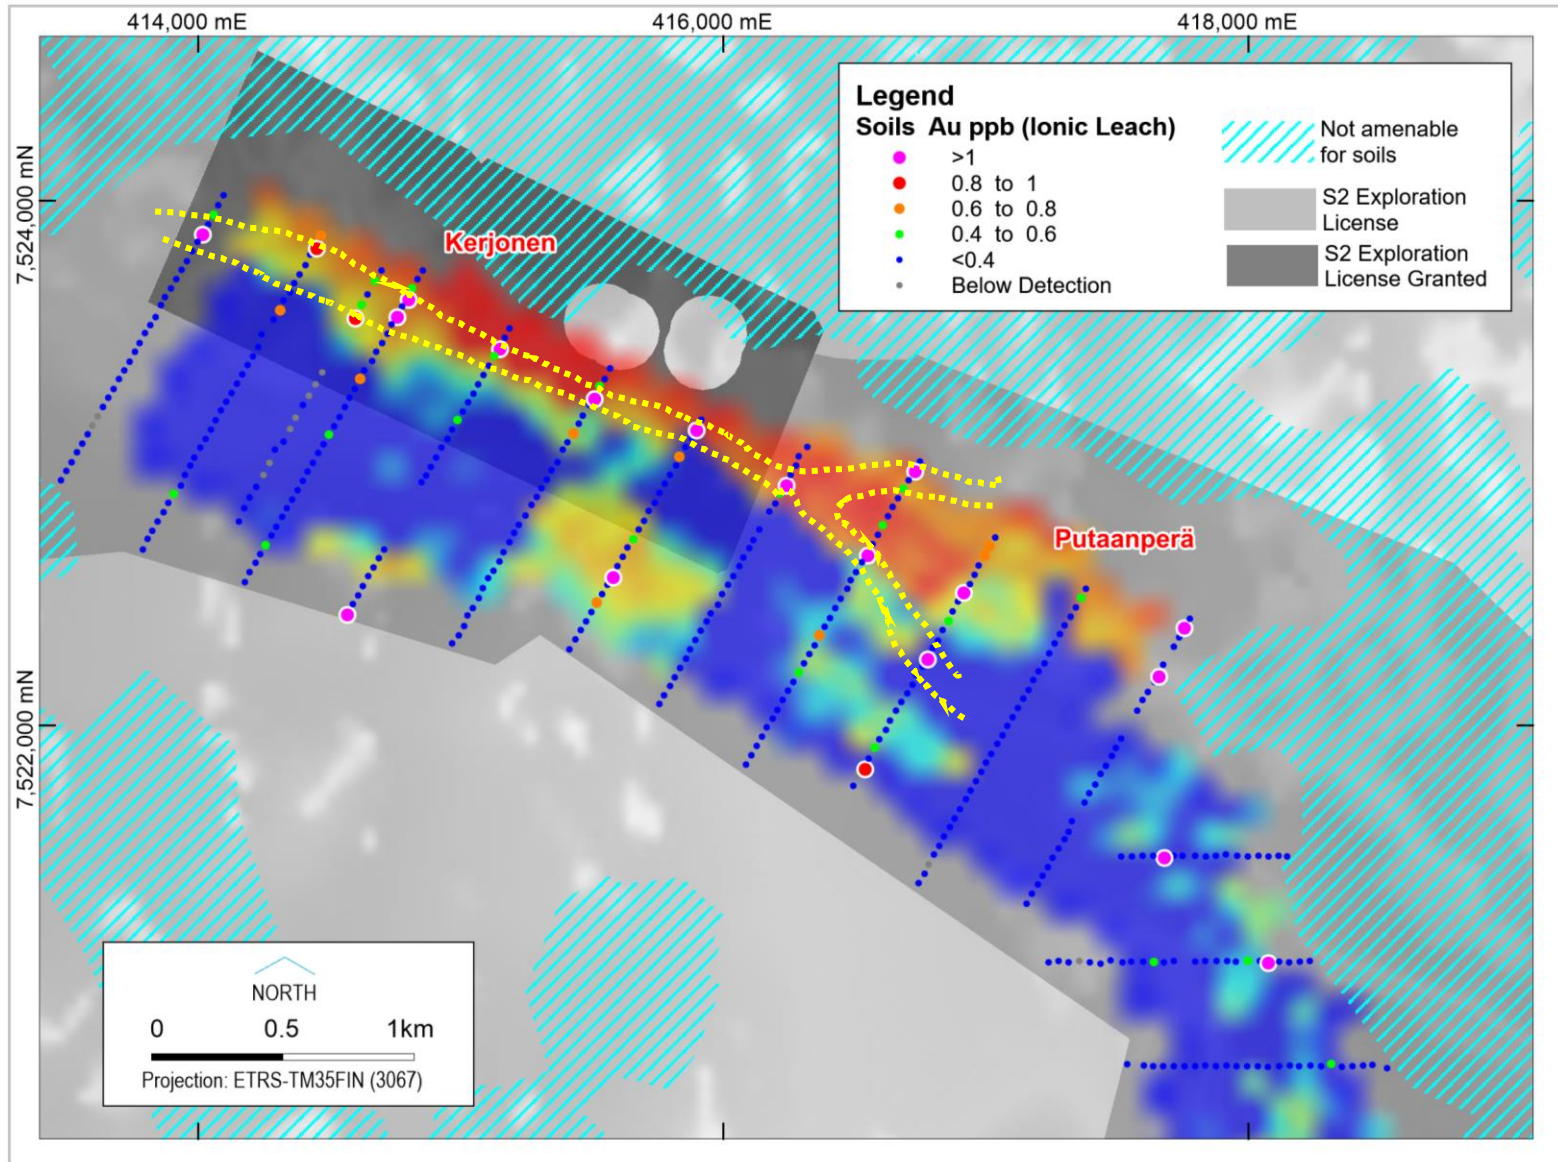 414,000 mE
416,000 mE
418,000 mE
7,524,000 mN
7,522,000 mN
Legend
Soils Au ppb (Ionic Leach)
>1
0.8 to 1
0.6 to 0.8
0.4 to 0.6
<0.4
Below Detection
Not amenable
for soils
S2 Exploration
License
S2 Exploration
License Granted
Kerjonen
Putaanperä
NORTH
0 0.5 1km
Projection: ETRS-TM35FIN (3067)